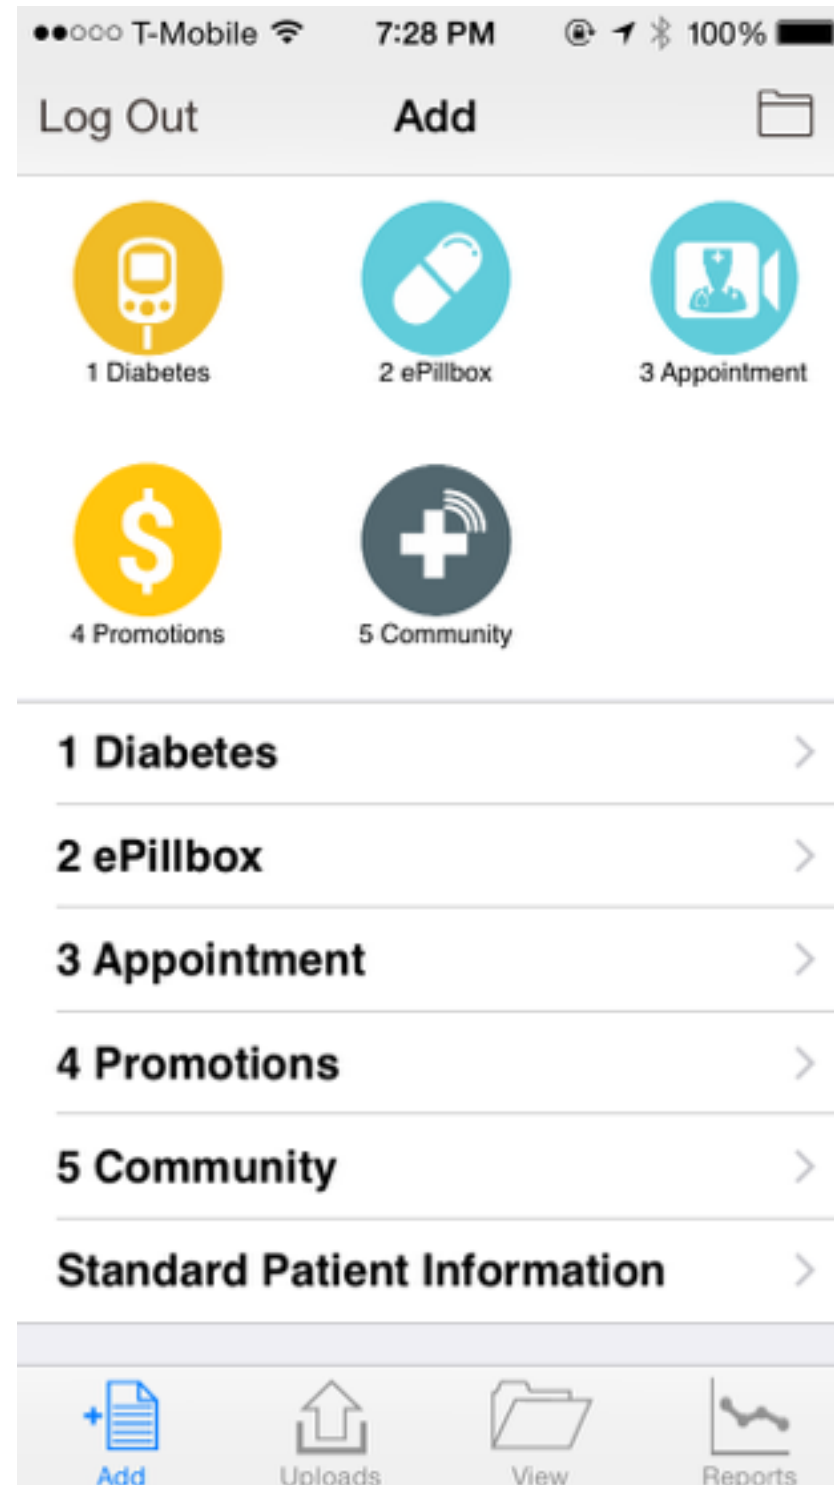 T-Mobile 7:28 PM 100%
Log Out Add
1 Diabetes 2 ePillbox 3 Appointment
$
4 Promotions 5 Community
1 Diabetes
2 ePillbox
3 Appointment
4 Promotions
5 Community
Standard Patient Information
Add Uploads View Reports